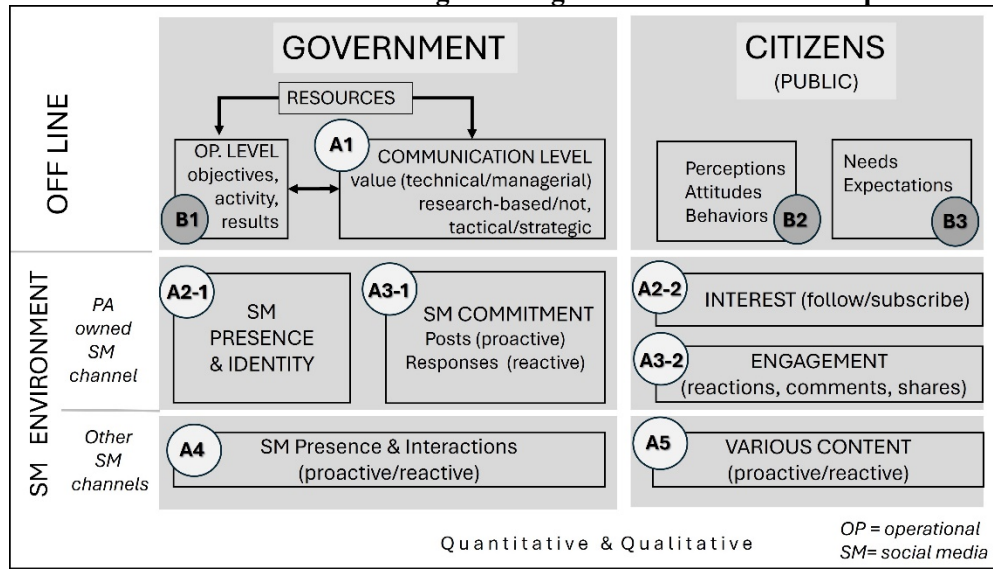 GOVERNMENT
CITIZENS
(PUBLIC)
OFF LINE
RESOURCES
OP. LEVEL
objectives,
activity,
results
B1
A1
COMMUNICATION LEVEL
value (technical/managerial)
research-based/not,
tactical/strategic
Perceptions
Attitudes
Behaviors
B2
Needs
Expectations
B3
SM ENVIRONMENT
PA
owned
SM
channel
A2-1
SM
PRESENCE
& IDENTITY
A3-1
SM COMMITMENT
Posts (proactive)
Responses (reactive)
A2-2
INTEREST (follow/subscribe)
A3-2
ENGAGEMENT
(reactions, comments, shares)
Other
SM
channels
A4
SM Presence & Interactions
(proactive/reactive)
A5
VARIOUS CONTENT
(proactive/reactive)
Quantitative & Qualitative
OP = operational
SM= social media